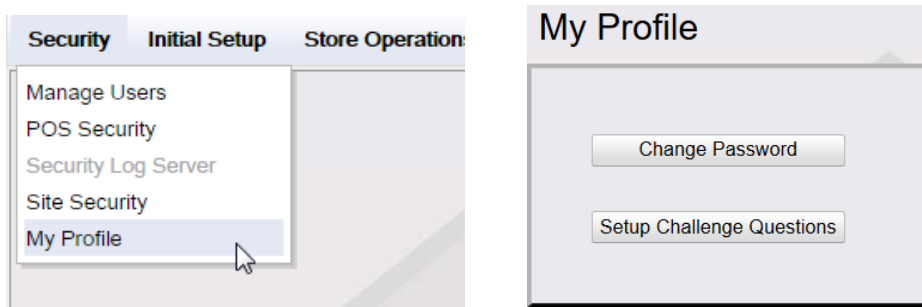 Security Initial Setup Store Operation
Manage Users
POS Security
Security Log Server
Site Security
My Profile
My Profile
Change Password
Setup Challenge Questions